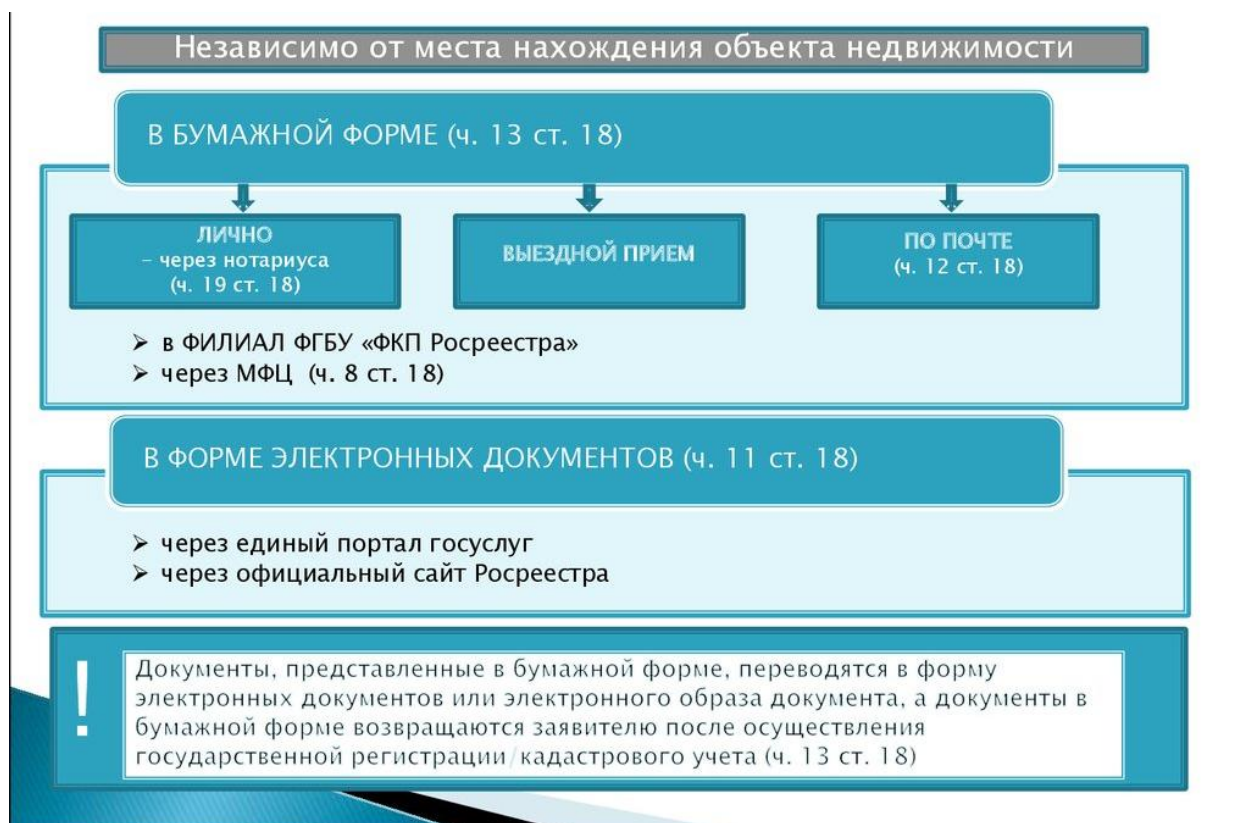 Независимо от места нахождения объекта недвижимости
В БУМАЖНОЙ ФОРМЕ (ч. 13 ст. 18)
ЛИЧНО
– через нотариуса
(ч. 19 ст. 18)
ВЫЕЗДНОЙ ПРИЕМ
ПО ПОЧТЕ
(ч. 12 ст. 18)
➢ в ФИЛИАЛ ФГБУ «ФКП Росреестра»
➢ через МФЦ (ч. 8 ст. 18)
В ФОРМЕ ЭЛЕКТРОННЫХ ДОКУМЕНТОВ (ч. 11 ст. 18)
➢ через единый портал госуслуг
➢ через официальный сайт Росреестра
!
Документы, представленные в бумажной форме, переводятся в форму
электронных документов или электронного образа документа, а документы в
бумажной форме возвращаются заявителю после осуществления
государственной регистрации/кадастрового учета (ч. 13 ст. 18)